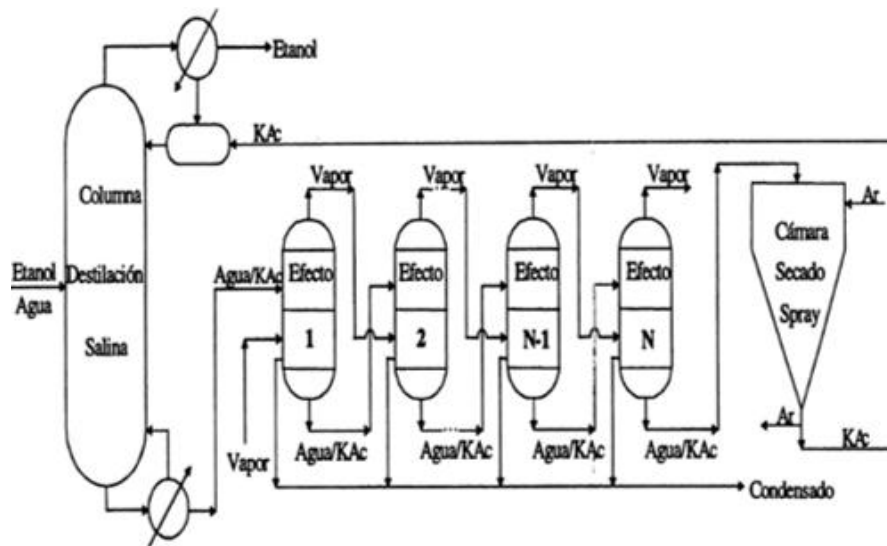 Etanol
KAc
Columna
Destilación
Salina
Etanol
Agua
Agua/KAc
Vapor
Vapor
Vapor
Vapor
Efecto
Efecto
Efecto
Efecto
1
2
N-1
N
Vapor
Agua/KAc
Agua/KAc
Agua/KAc
Agua/KAc
Condensado
Ar
Cámara
Secado
Spray
Ar
KAc